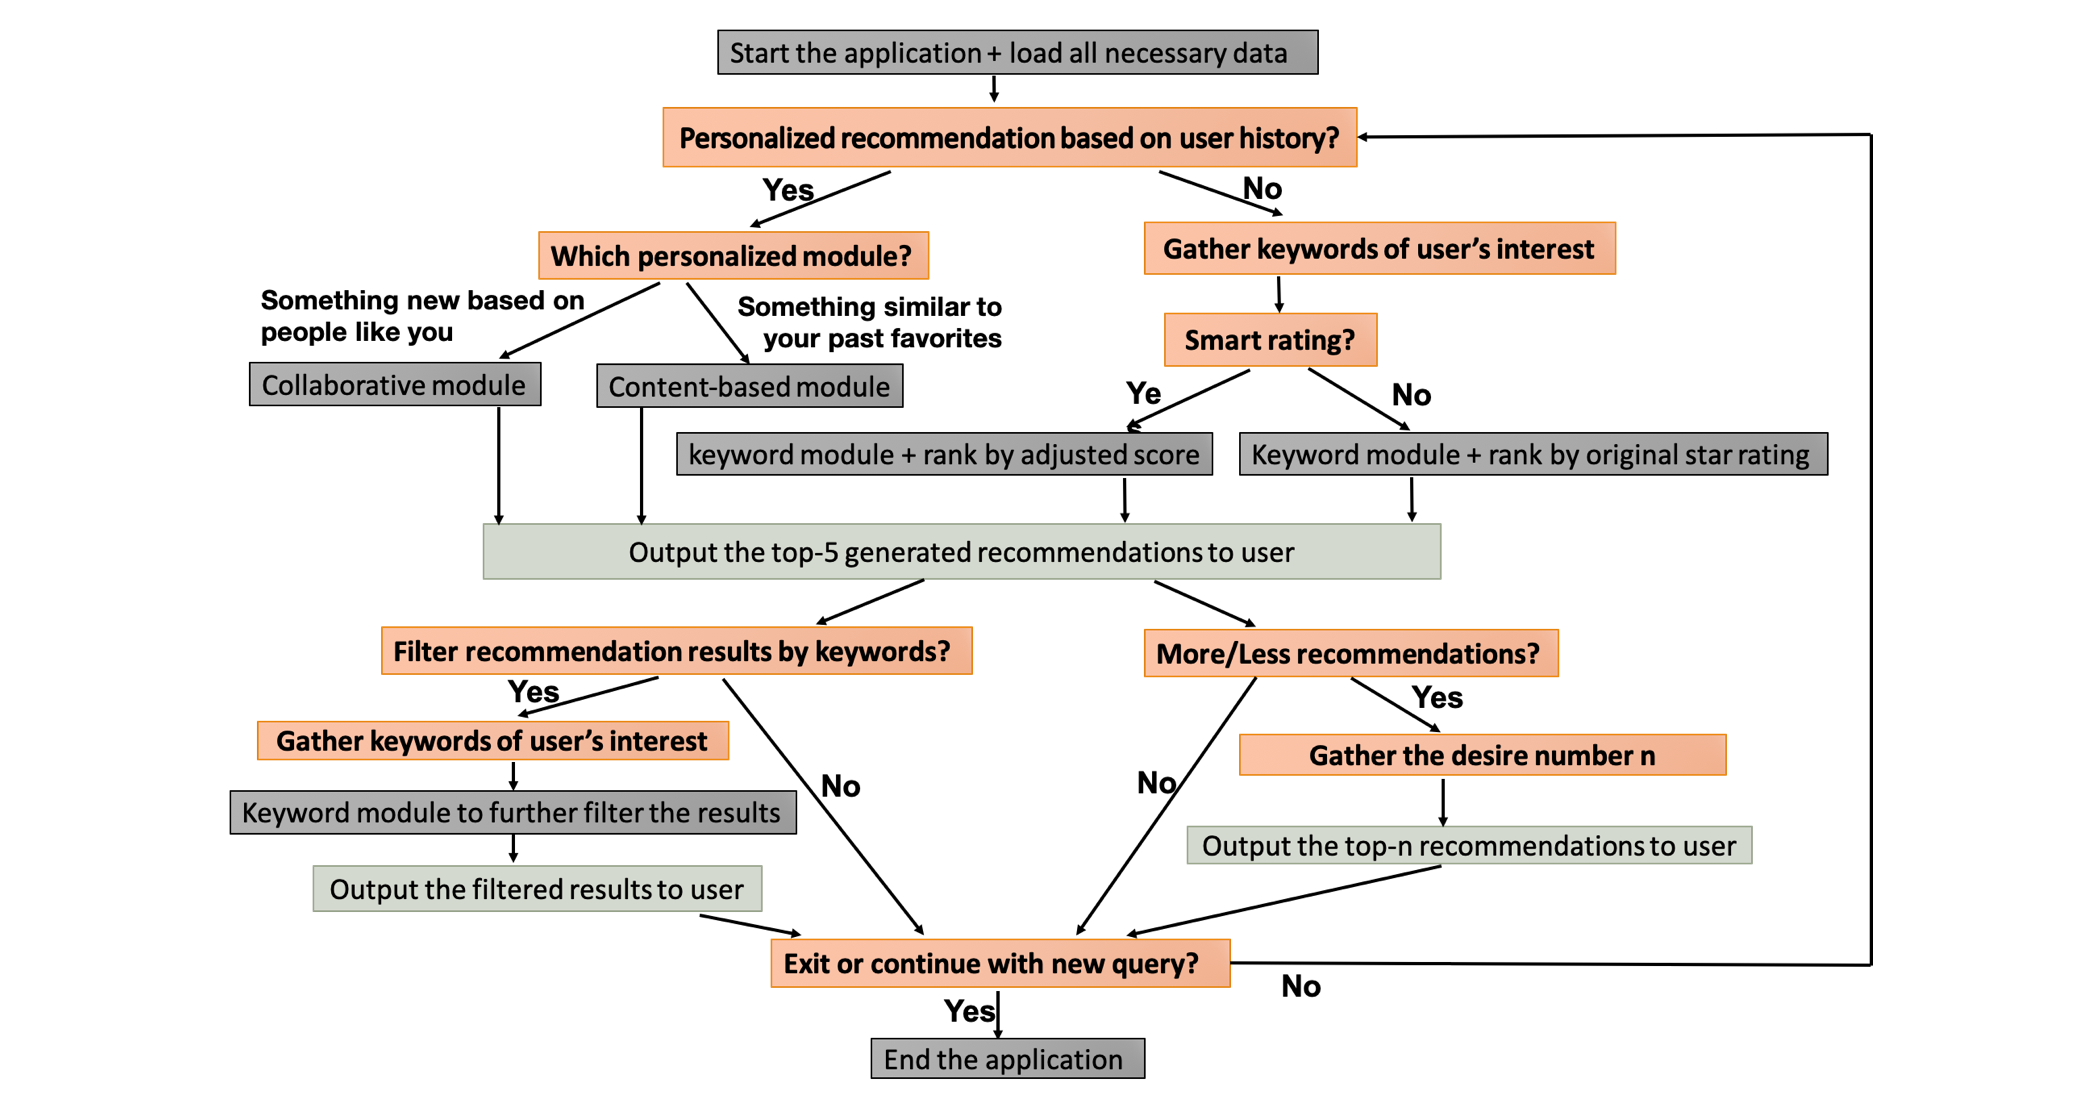 Start the application + load all necessary data
Personalized recommendation based on user history?
Yes
No
Which personalized module?
Gather keywords of user's interest
Something new based on
people like you
Something similar to
your past favorites
Smart rating?
Collaborative module
Content-based module
Ye
No
keyword module + rank by adjusted score
Keyword module + rank by original star rating
Output the top-5 generated recommendations to user
Filter recommendation results by keywords?
More/Less recommendations?
Yes
Yes
Gather keywords of user's interest
Gather the desire number n
No
No
Keyword module to further filter the results
Output the top-n recommendations to user
Output the filtered results to user
Exit or continue with new query?
No
Yes
End the application